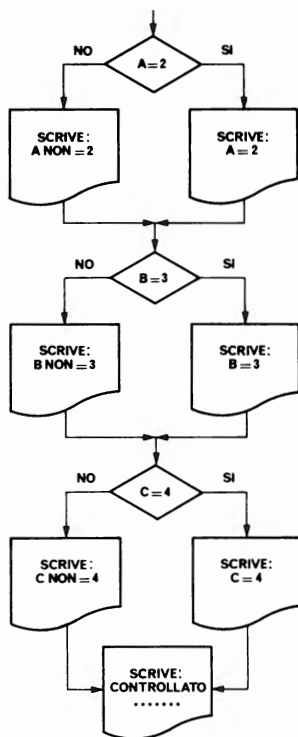 A=2
NO
SI
SCRIVE:
A NON =2
SCRIVE:
A=2
B=3
NO
SI
SCRIVE:
B NON =3
SCRIVE:
B=3
C=4
NO
SI
SCRIVE:
C NON =4
SCRIVE:
C=4
SCRIVE:
CONTROLLATO
.......